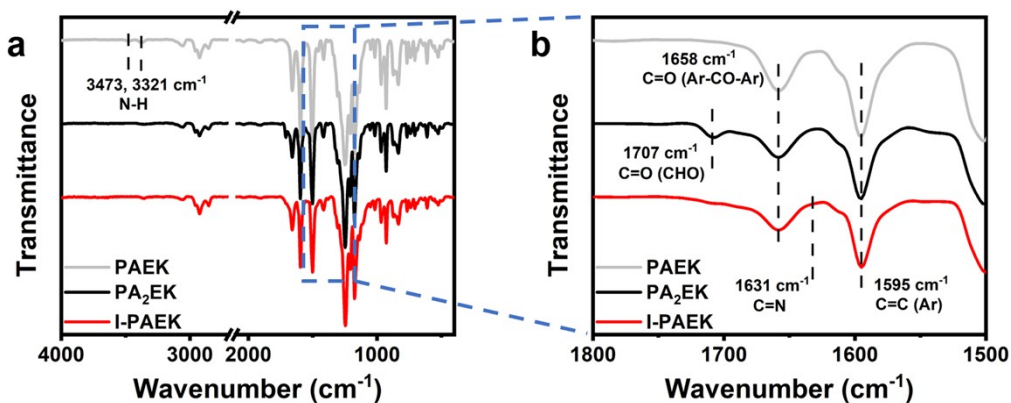 a
Transmittance
3473, 3321 cm⁻¹
N-H
PAEK
PA₂EK
I-PAEK
4000
3000
2000
1000
Wavenumber (cm⁻¹)
b
Transmittance
1658 cm⁻¹
C=O (Ar-CO-Ar)
1707 cm⁻¹
C=O (CHO)
PAEK
PA₂EK
I-PAEK
1631 cm⁻¹
C=N
1595 cm⁻¹
C=C (Ar)
1800
1700
1600
1500
Wavenumber (cm⁻¹)